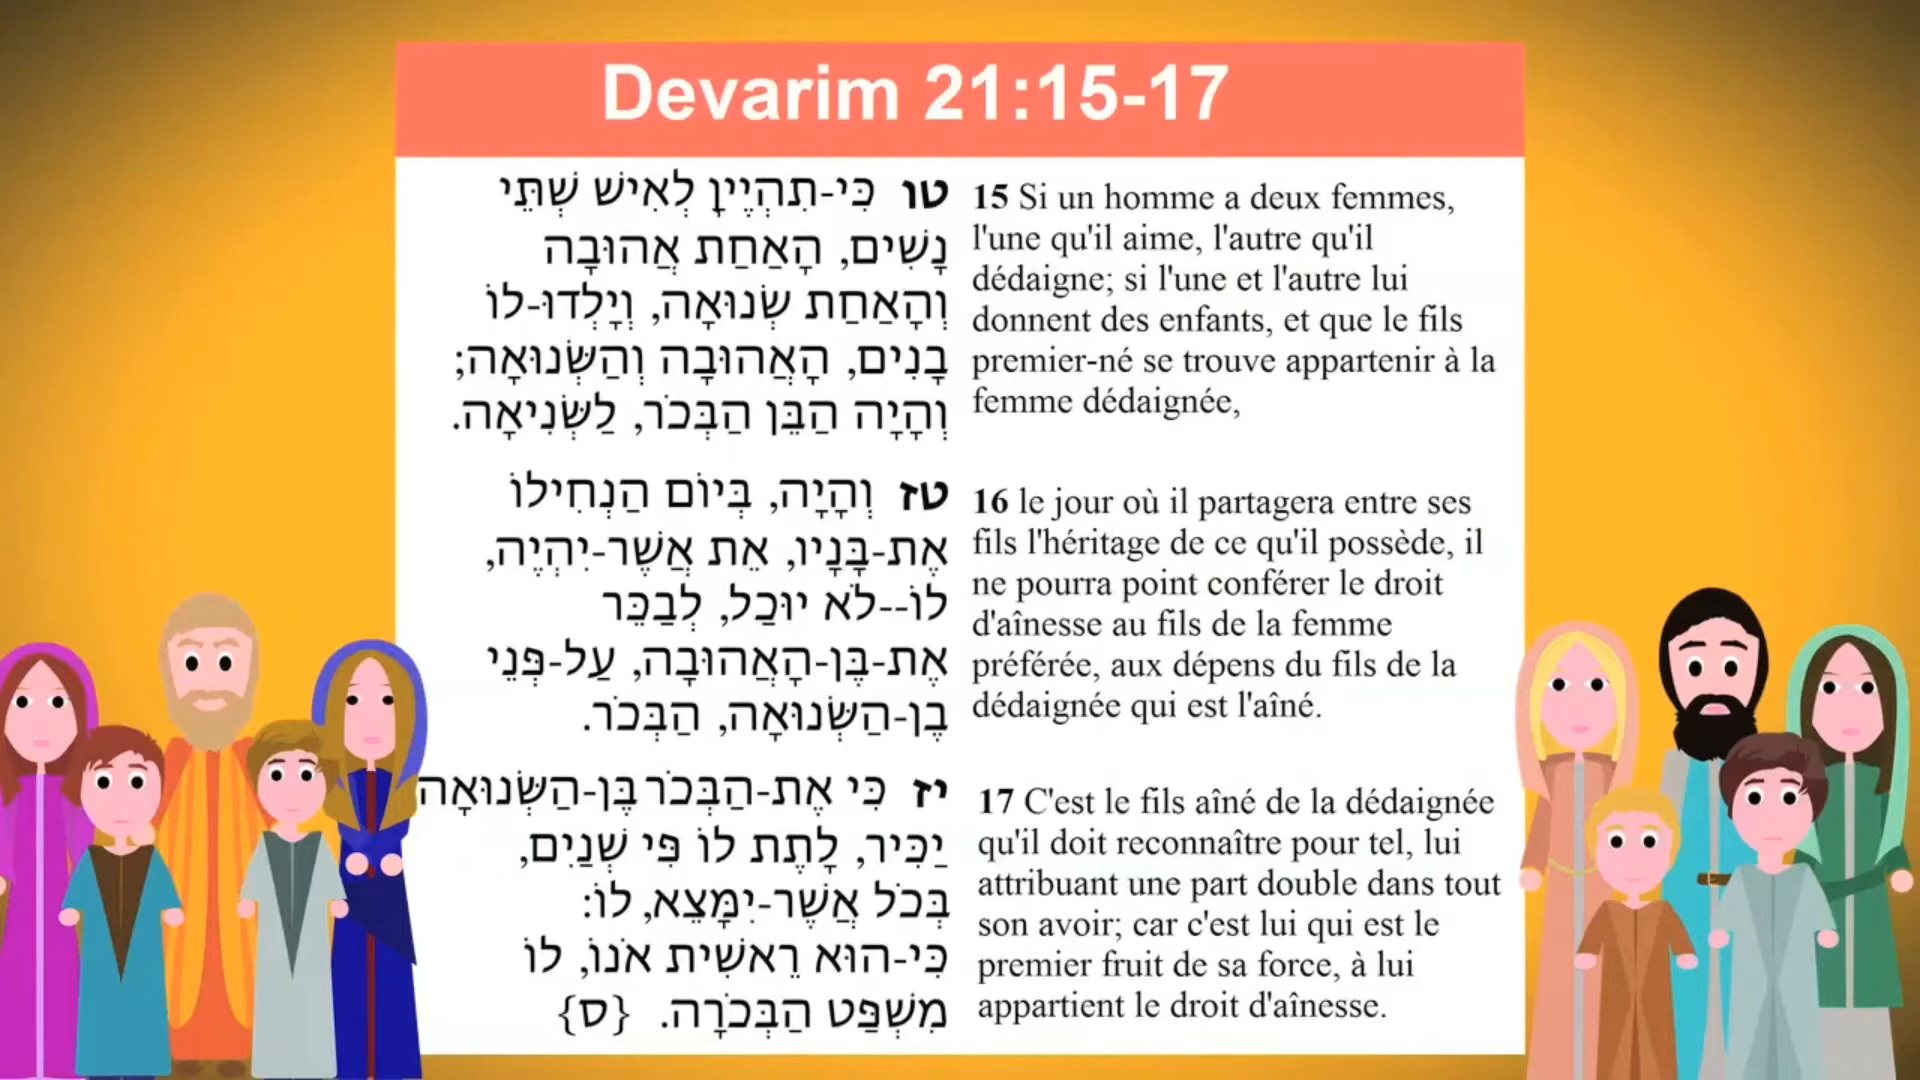 Devarim 21:15-17
טו כִּי-תִהְיֶיןָ לְאִישׁ שְׁתֵּי
נָשִׁים, הָאַחַת אֲהוּבָה
וְהָאַחַת שְׂנוּאָה, וְיָלְדוּ-לוֹ
בָנִים, הָאֲהוּבָה וְהַשְּׂנוּאָה;
וְהָיָה הַבֵּן הַבְּכֹר, לַשְּׂנִיאָה.
15 Si un homme a deux femmes,
l'une qu'il aime, l'autre qu'il
dédaigne; si l'une et l'autre lui
donnent des enfants, et que le fils
premier-né se trouve appartenir à la
femme dédaignée,
טז וְהָיָה, בְּיוֹם הַנְחִילוֹ
אֶת-בָּנָיו, אֵת אֲשֶׁר-יִהְיֶה,
לוֹ--לֹא יוּכַל, לְבַכֵּר
אֶת-בֶּן-הָאֲהוּבָה, עַל-פְּנֵי
בֶן-הַשְּׂנוּאָה, הַבְּכֹר.
16 le jour où il partagera entre ses
fils l'héritage de ce qu'il possède, il
ne pourra point conférer le droit
d'aînesse au fils de la femme
préférée, aux dépens du fils de la
dédaignée qui est l'aîné.
יז כִּי אֶת-הַבְּכֹר בֶּן-הַשְּׂנוּאָה
יַכִּיר, לָתֶת לוֹ פִּי שְׁנַיִם,
בְּכֹל אֲשֶׁר-יִמָּצֵא, לוֹ:
כִּי-הוּא רֵאשִׁית אֹנוֹ, לוֹ
מִשְׁפַּט הַבְּכֹרָה. {ס}
17 C'est le fils aîné de la dédaignée
qu'il doit reconnaître pour tel, lui
attribuant une part double dans tout
son avoir; car c'est lui qui est le
premier fruit de sa force, à lui
appartient le droit d'aînesse.